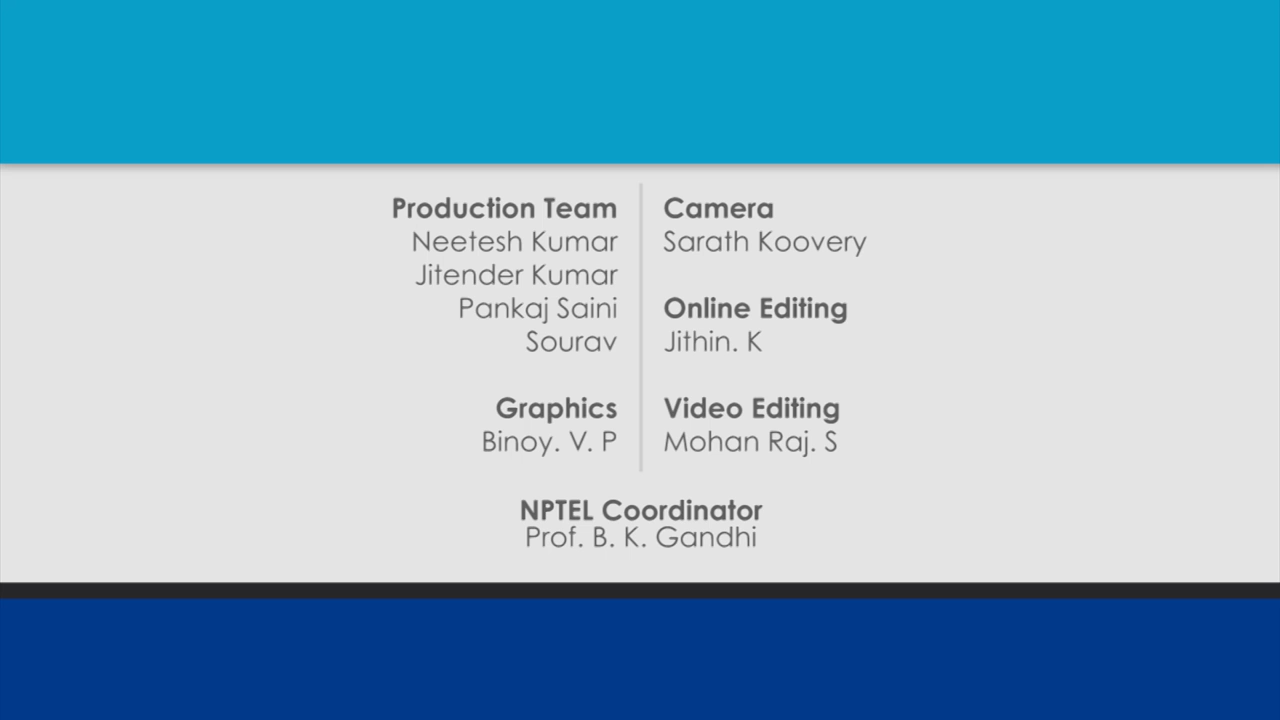 Production Team
Neetesh Kumar
Jitender Kumar
Pankaj Saini
Sourav
Graphics
Binoy. V. P
Camera
Sarath Koovery
Online Editing
Jithin. K
Video Editing
Mohan Raj. S
NPTEL Coordinator
Prof. B. K. Gandhi